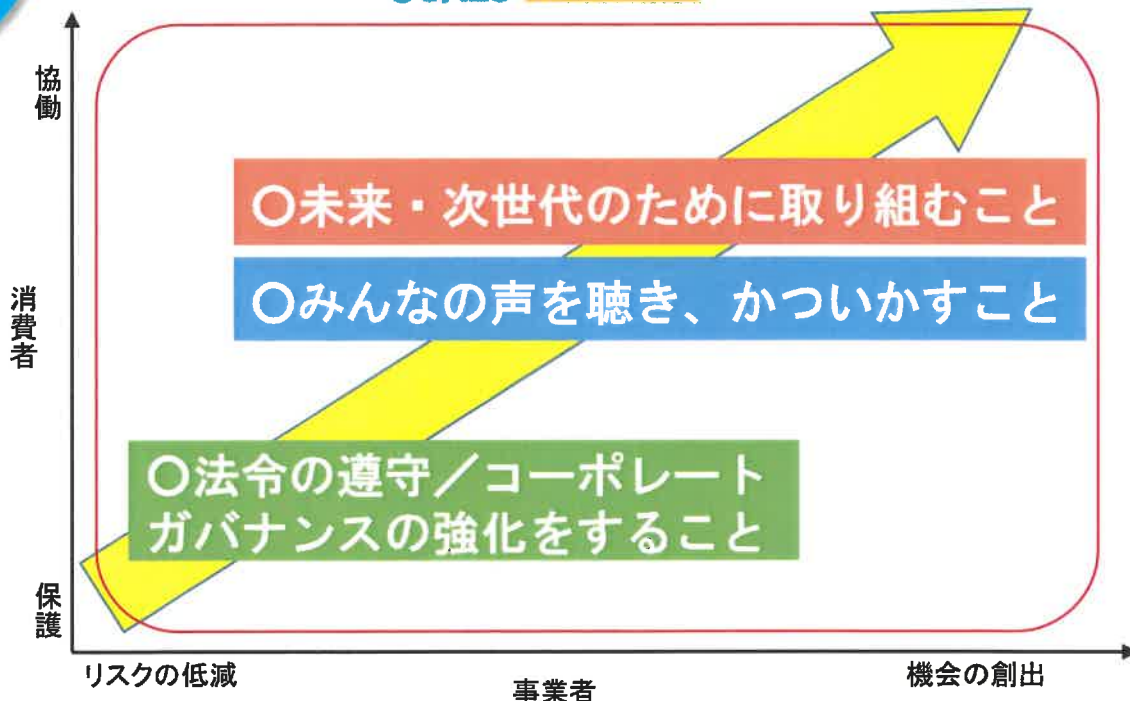 協働
〇未来・次世代のために取り組むこと
〇みんなの声を聴き、かついかすこと
消費者
〇法令の遵守／コーポレート
ガバナンスの強化をすること
保護
リスクの低減
機会の創出
事業者